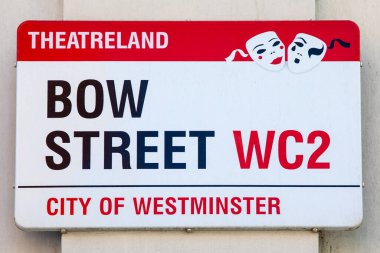 THEATRELAND
BOW
STREET WC2
CITY OF WESTMINSTER